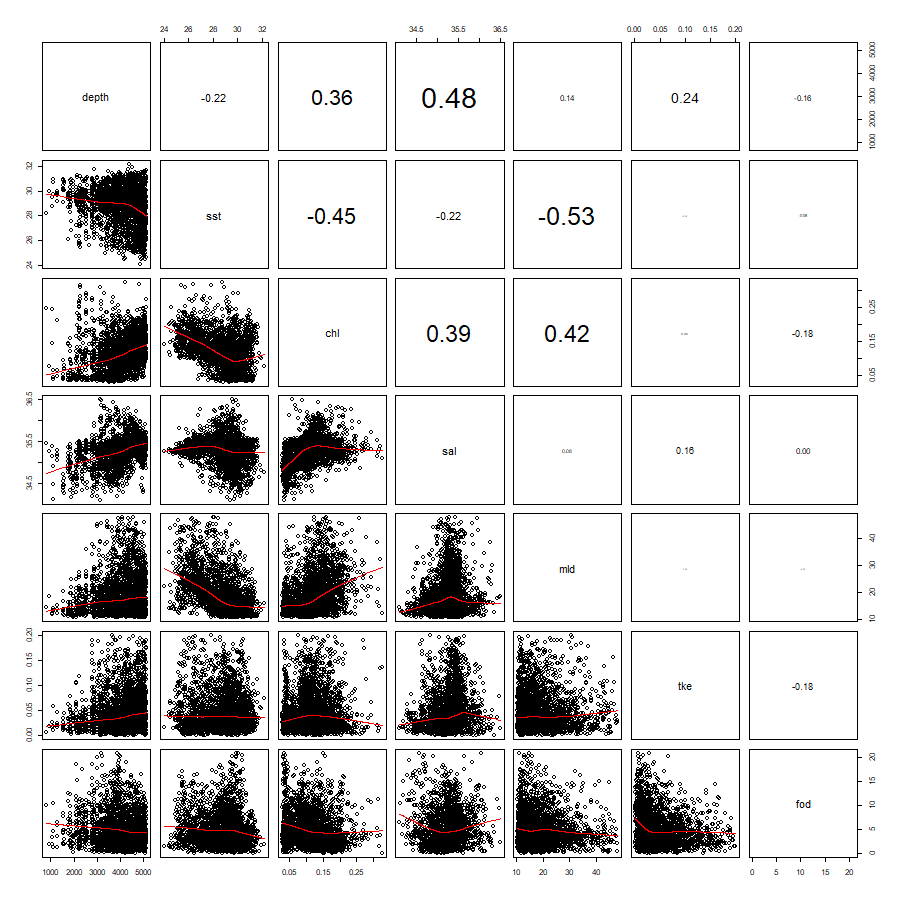 24 26 28 30 32 34.5 35.5 36.5 0.00 0.05 0.10 0.15 0.20
depth -0.22 0.36 0.48 0.14 0.24 -0.16
1000 2000 3000 4000 5000
24 26 28 30 32
sst -0.45 -0.22 -0.53
chl 0.39 0.42 -0.18
0.05 0.15 0.25
34.5 35.5 36.5
sal 0.16 0.00
mld
10 20 30 40
0.00 0.05 0.10 0.15 0.20
tke -0.18
fod
0 5 10 15 20
1000 2000 3000 4000 5000 0.05 0.15 0.25 10 20 30 40 0 5 10 15 20